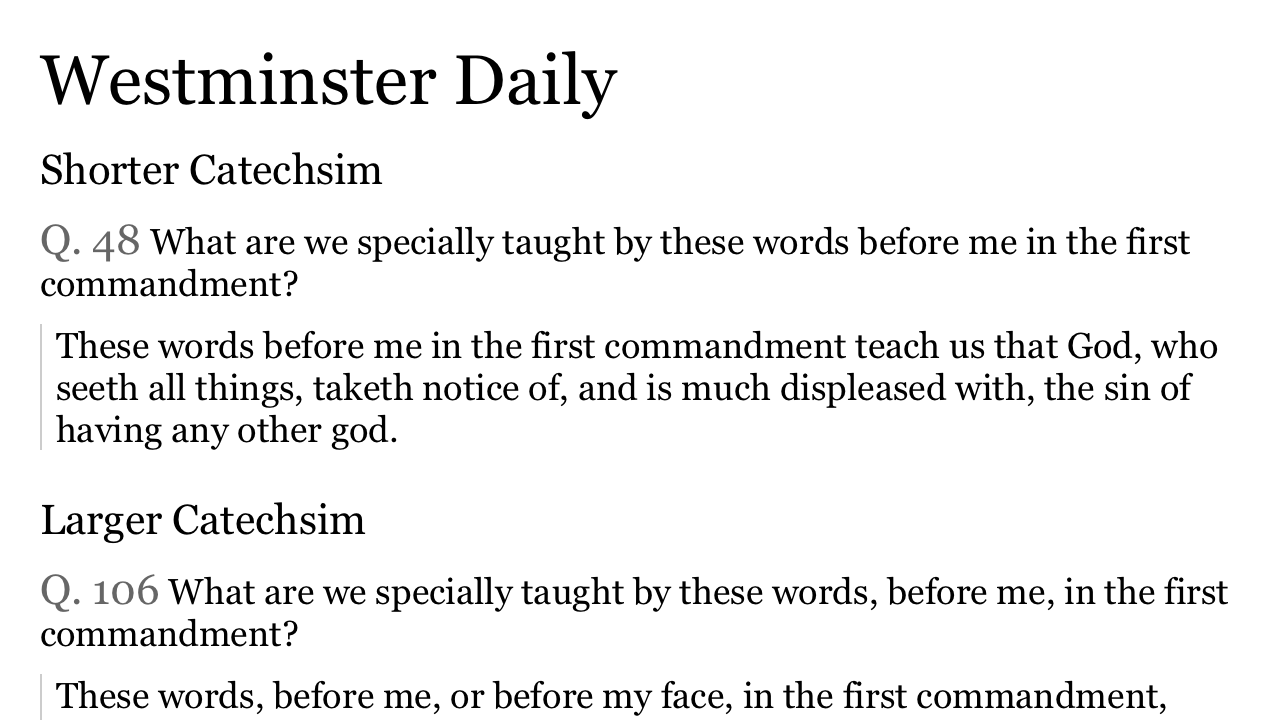 Westminster Daily
Shorter Catechsim
Q. 48 What are we specially taught by these words before me in the first
commandment?
These words before me in the first commandment teach us that God, who
seeth all things, taketh notice of, and is much displeased with, the sin of
having any other god.
Larger Catechsim
Q. 106 What are we specially taught by these words, before me, in the first
commandment?
These words, before me, or before my face, in the first commandment,